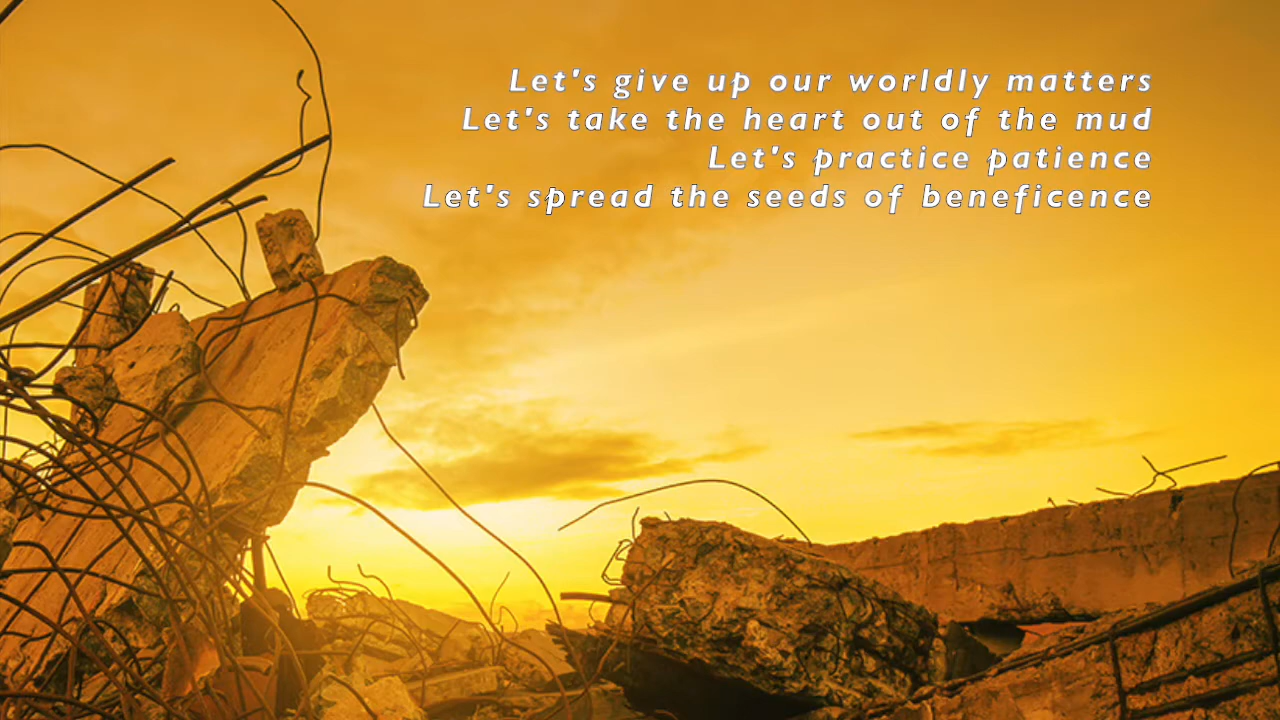 Let's give up our worldly matters
Let's take the heart out of the mud
Let's practice patience
Let's spread the seeds of beneficence